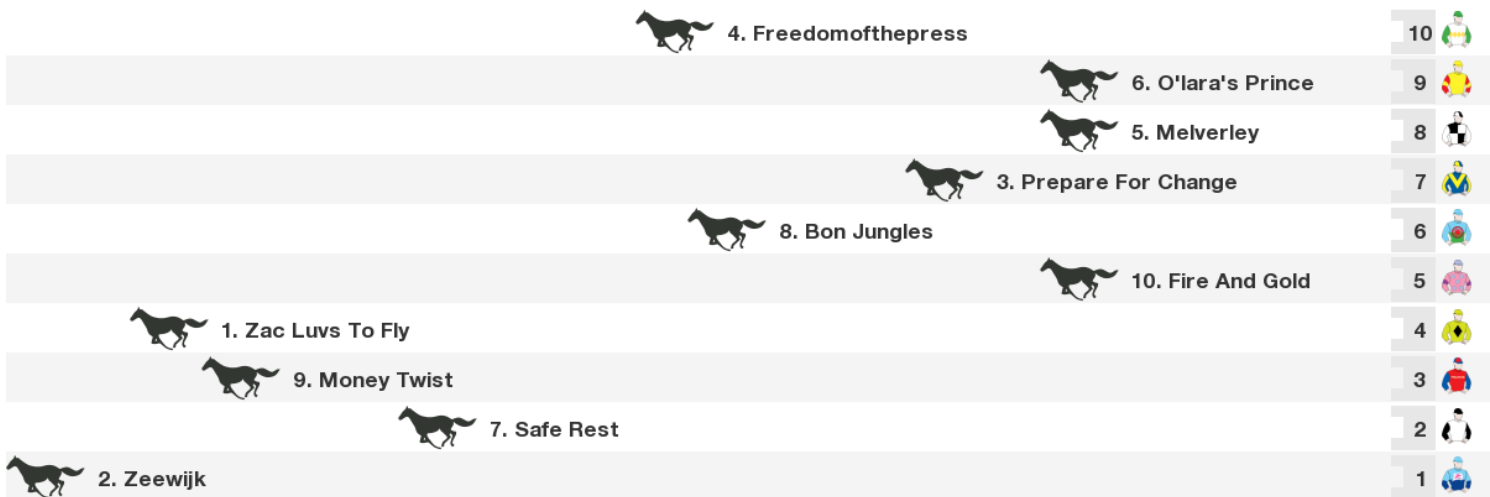 4. Freedomofthepress 10
6. O'lara's Prince 9
5. Melverley 8
3. Prepare For Change 7
8. Bon Jungles 6
10. Fire And Gold 5
1. Zac Luvs To Fly 4
9. Money Twist 3
7. Safe Rest 2
2. Zeewijk 1